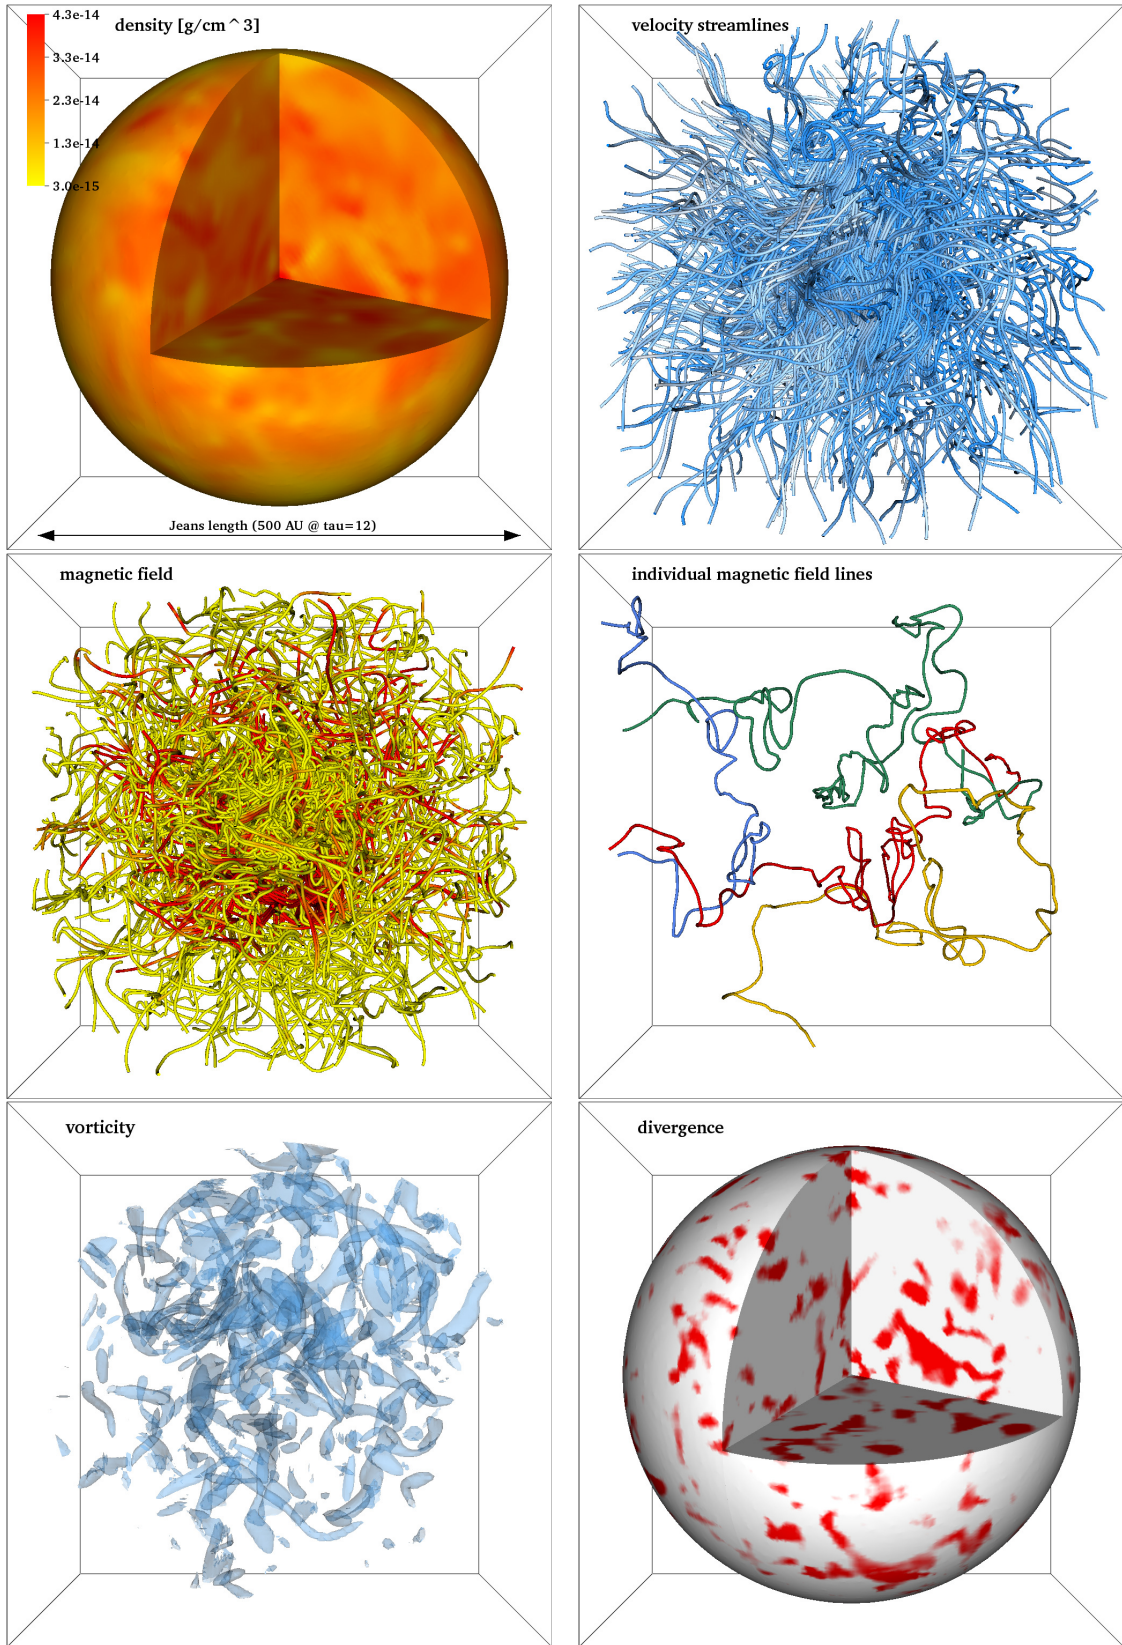 density [g/cm^3]
4.3e-14
3.3e-14
2.3e-14
1.3e-14
3.0e-15
Jeans length (500 AU @ tau=12)
velocity streamlines
magnetic field
individual magnetic field lines
vorticity
divergence